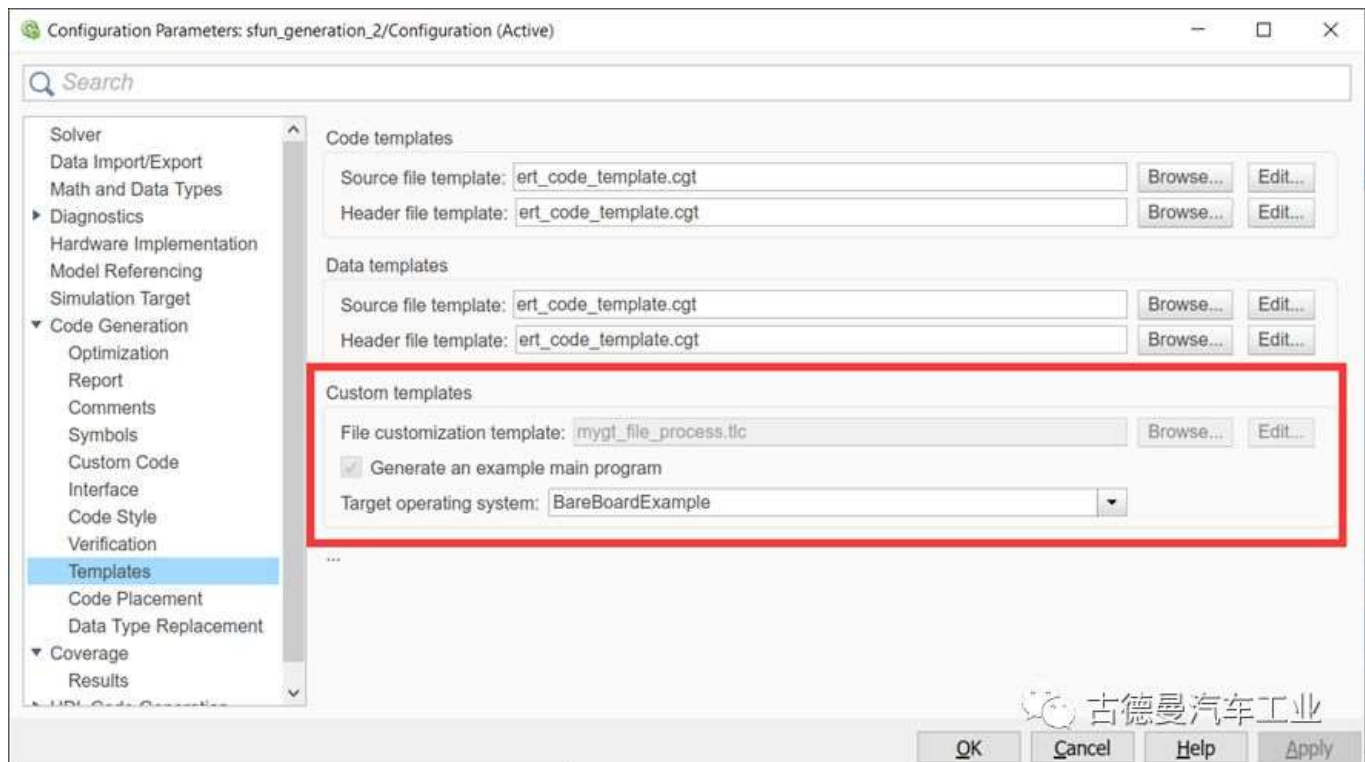 Configuration Parameters: sfun_generation_2/Configuration (Active)
Search
Solver
Data Import/Export
Math and Data Types
Diagnostics
Hardware Implementation
Model Referencing
Simulation Target
Code Generation
Optimization
Report
Comments
Symbols
Custom Code
Interface
Code Style
Verification
Templates
Code Placement
Data Type Replacement
Coverage
Results
HDL Code Generation
Code templates
Source file template: ert_code_template.cgt Browse... Edit...
Header file template: ert_code_template.cgt Browse... Edit...
Data templates
Source file template: ert_code_template.cgt Browse... Edit...
Header file template: ert_code_template.cgt Browse... Edit...
Custom templates
File customization template: mygt_file_process.tlc Browse... Edit...
Generate an example main program
Target operating system: BareBoardExample
...
古德曼汽车工业
OK Cancel Help Apply